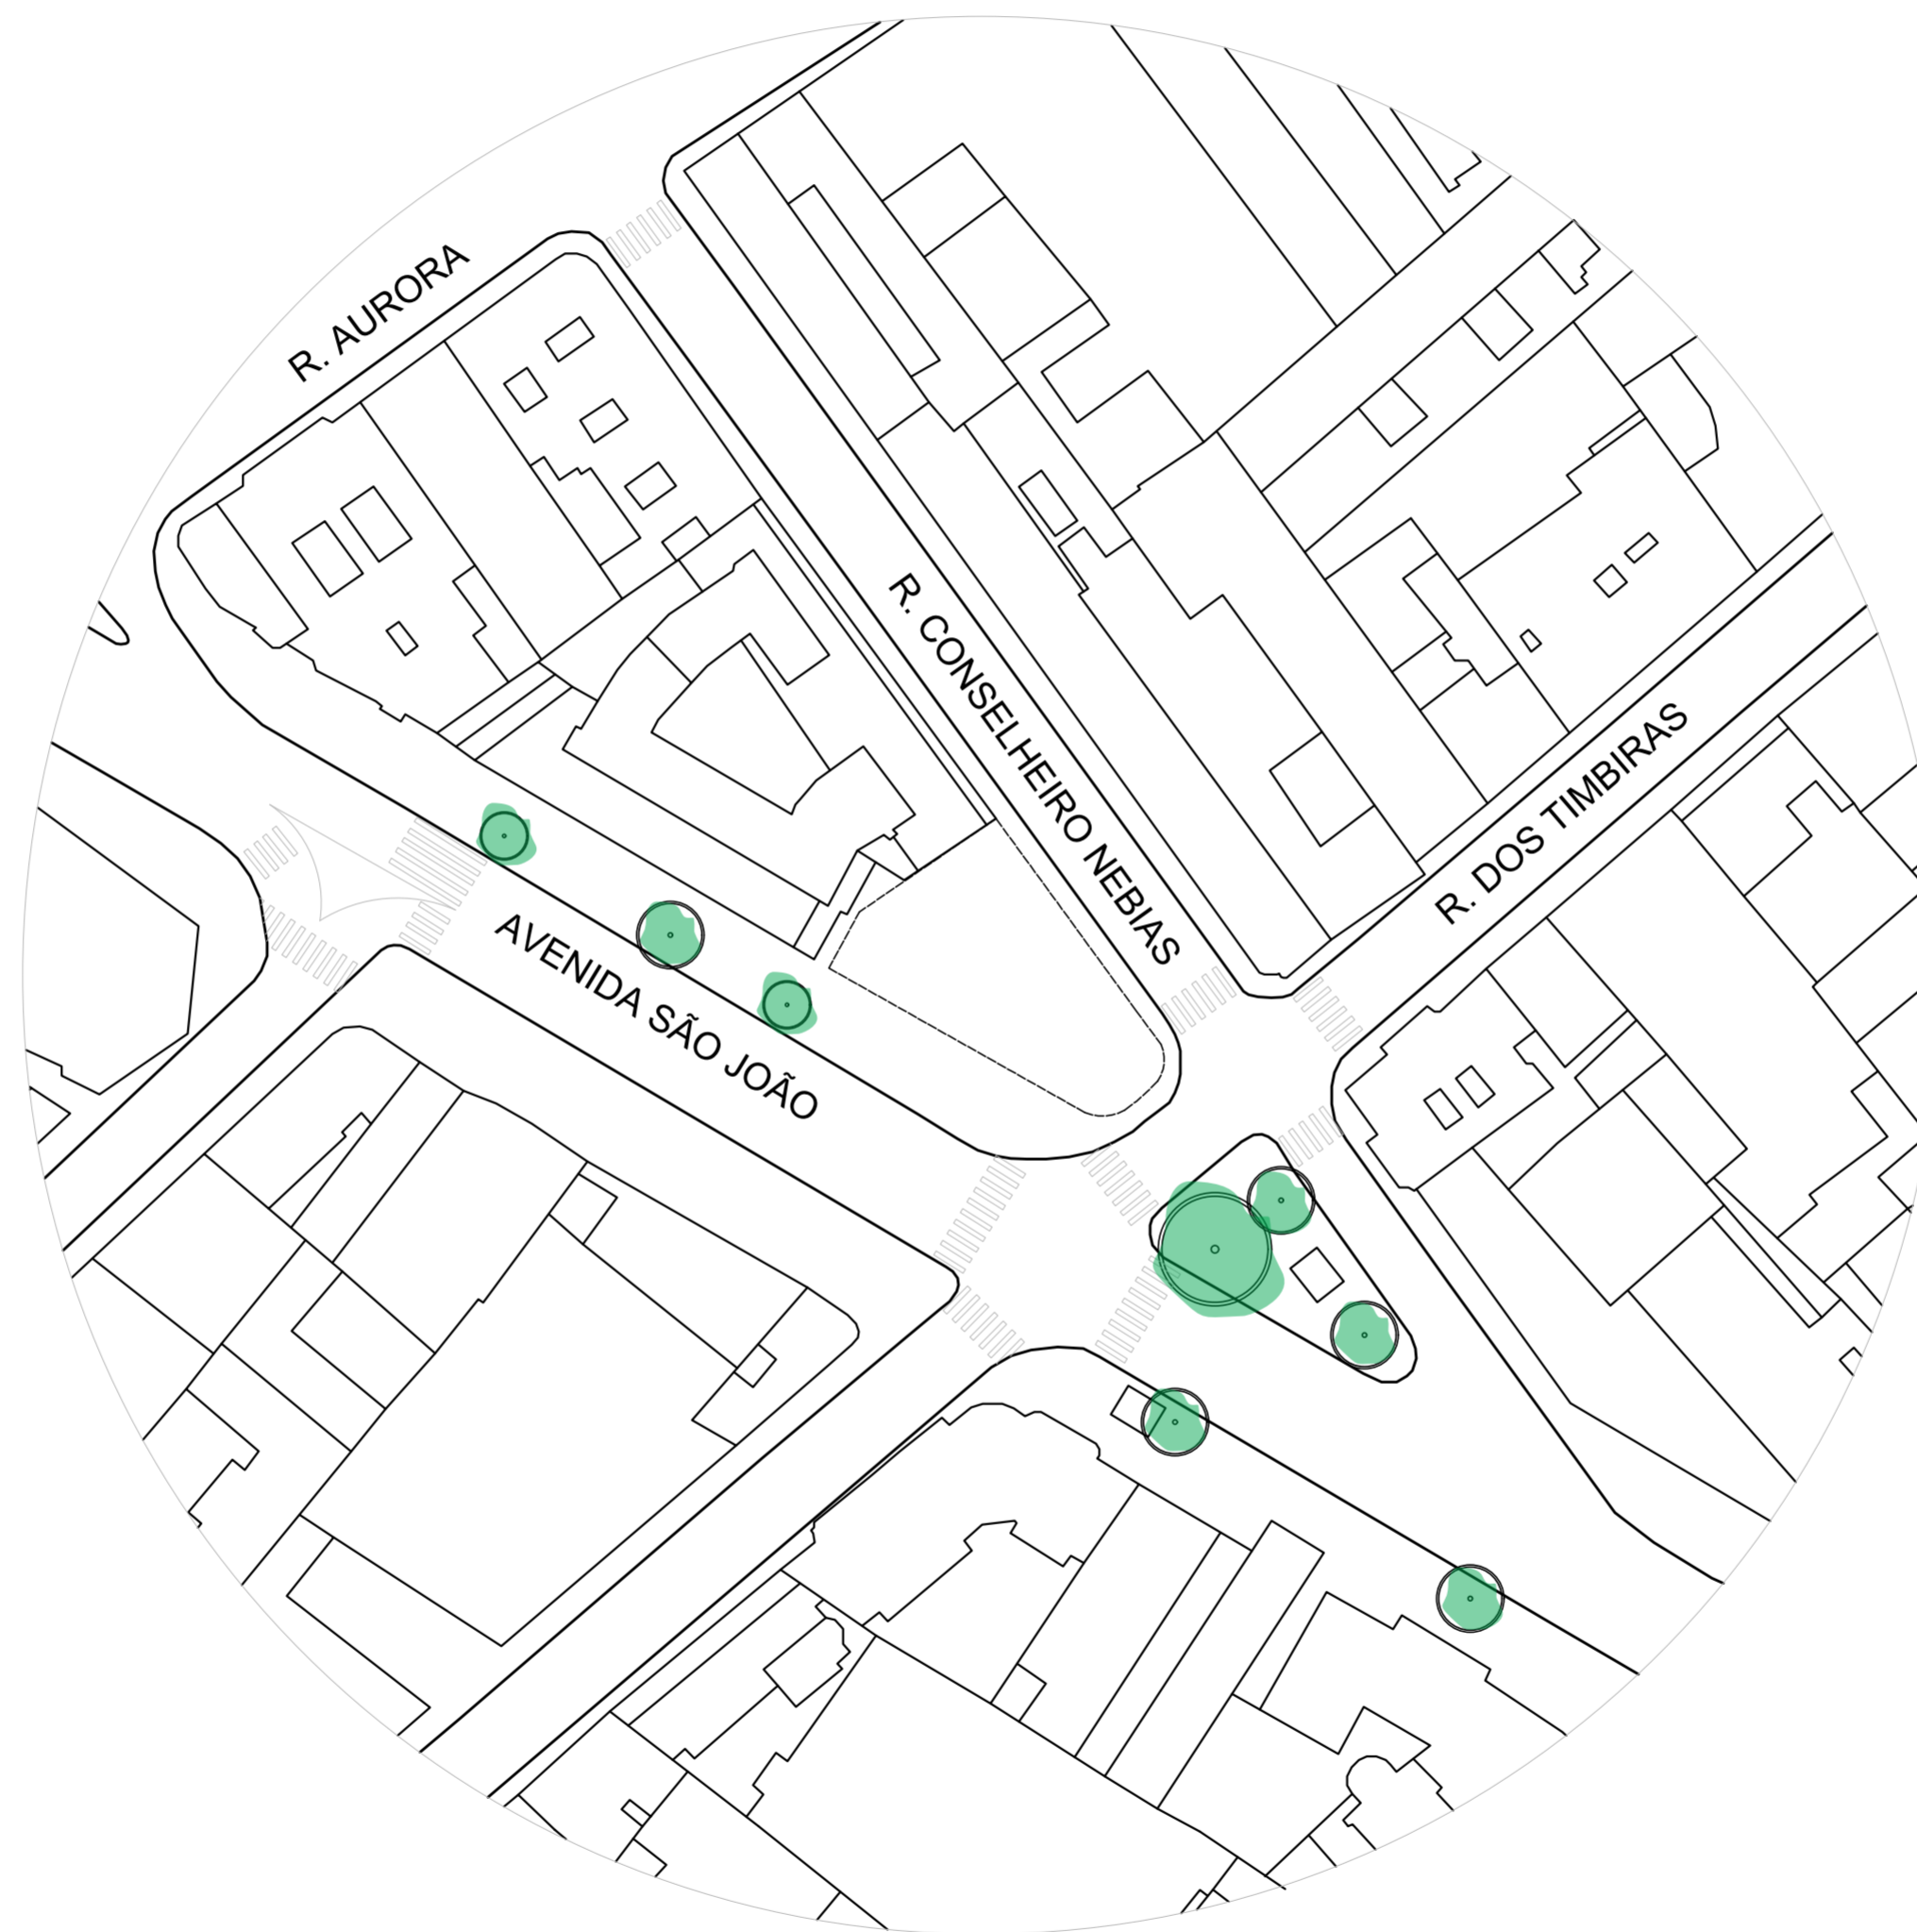 R. AURORA
R. CONSELHEIRO NEBIAS
R. DOS TIMBIRAS
AVENIDA SÃO JOÃO